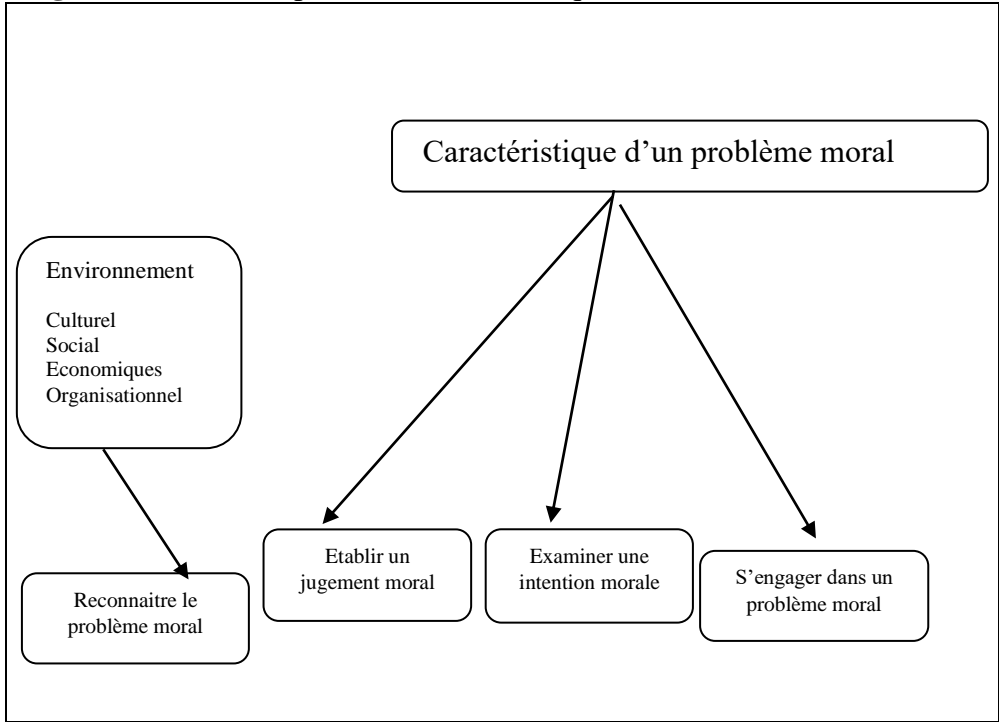 Caractéristique d’un problème moral
Environnement
Culturel
Social
Economiques
Organisationnel
Etablir un
jugement moral
Examiner une
intention morale
S’engager dans un
problème moral
Reconnaitre le
problème moral